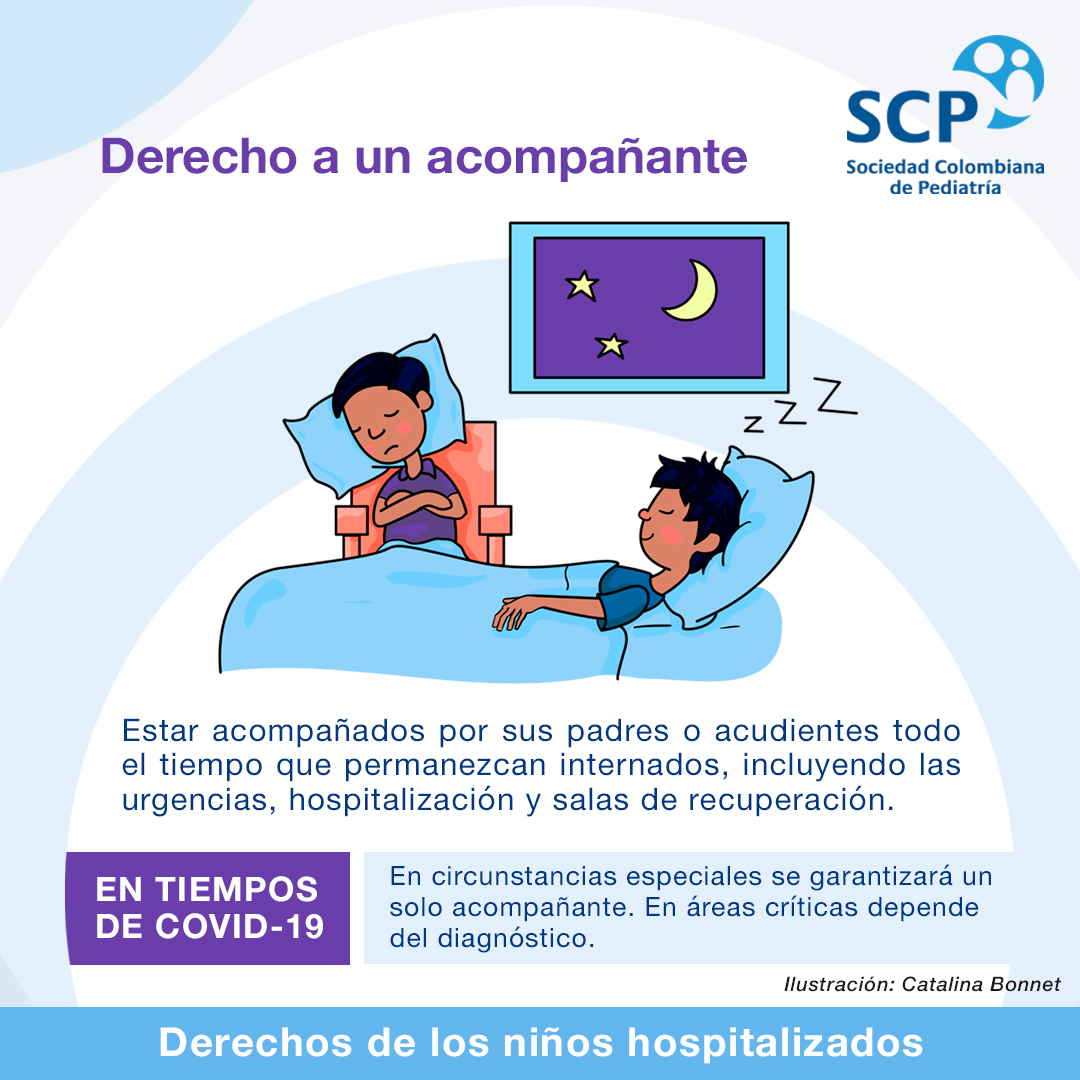 SCP
Sociedad Colombiana
de Pediatría
Derecho a un acompañante
z z z
Estar acompañados por sus padres o acudientes todo
el tiempo que permanezcan internados, incluyendo las
urgencias, hospitalización y salas de recuperación.
EN TIEMPOS
DE COVID-19
En circunstancias especiales se garantizará un
solo acompañante. En áreas críticas depende
del diagnóstico.
Ilustración: Catalina Bonnet
Derechos de los niños hospitalizados